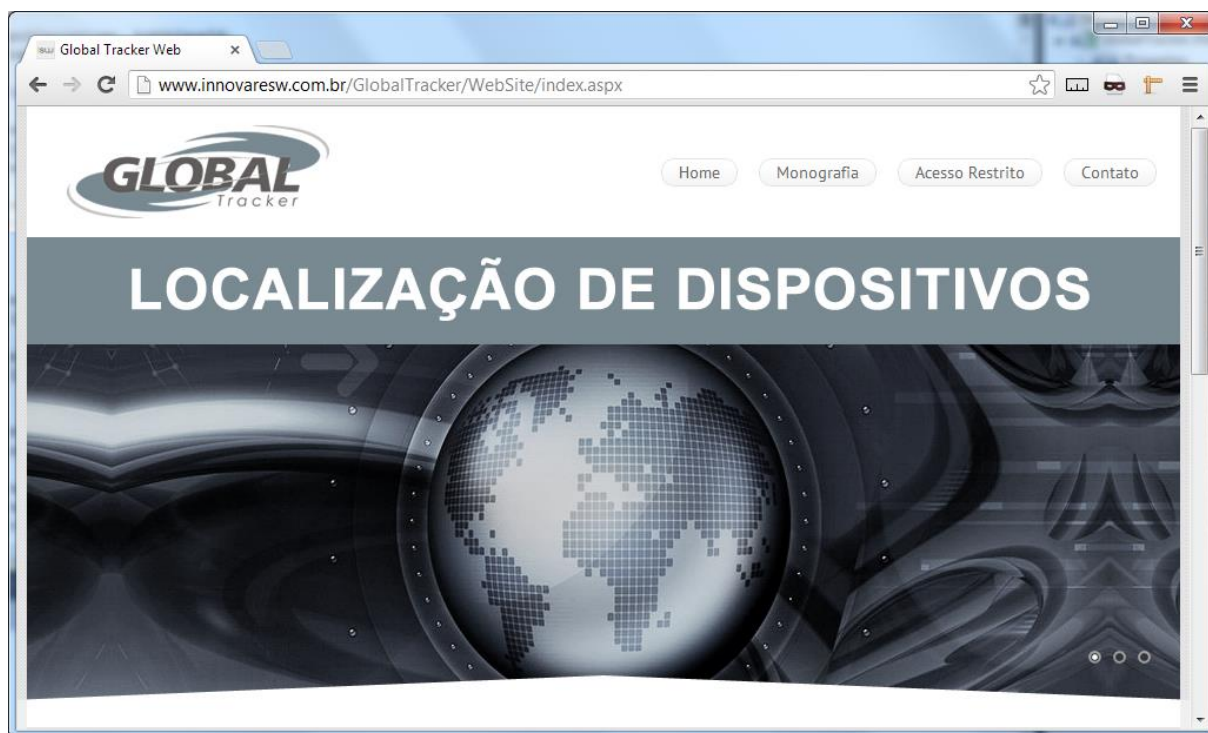 Global Tracker Web
www.innovaresw.com.br/GlobalTracker/WebSite/index.aspx
GLOBAL
Tracker
Home Monografia Acesso Restrito Contato
LOCALIZAÇÃO DE DISPOSITIVOS